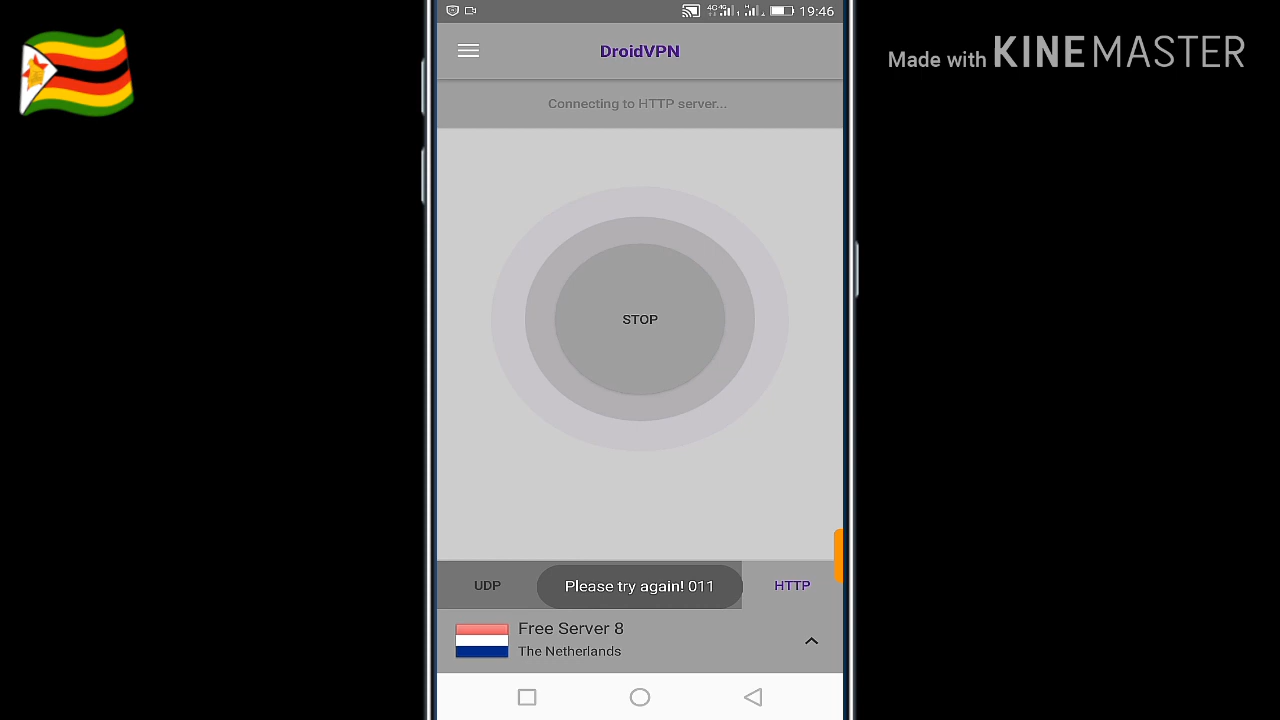 19:46
DroidVPN
Made with KINEMASTER
Connecting to HTTP server...
STOP
UDP
Please try again! 011
HTTP
Free Server 8
The Netherlands